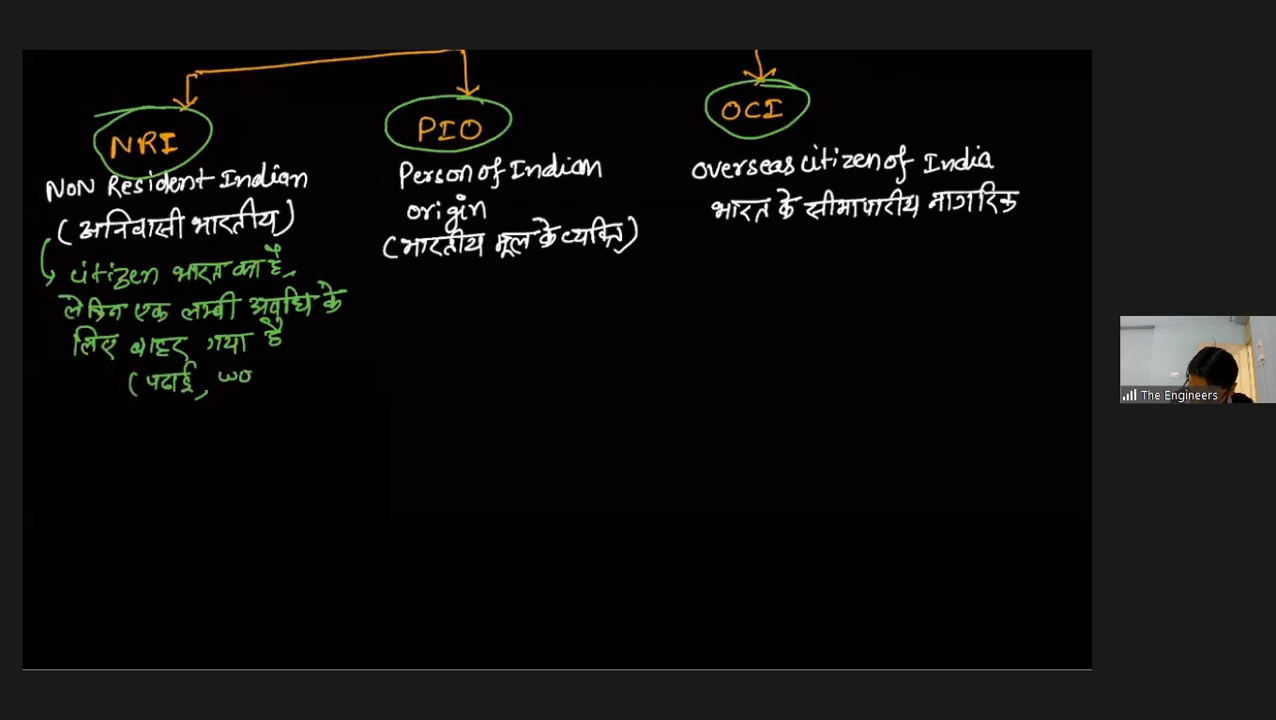 NRI
NON Resident Indian
(अनिवासी भारतीय)
citizen भारत का है,
लेकिन एक लम्बी अवधि के
लिए बाहर गया है
(पढाई, wo
PIO
Person of Indian
origin
(भारतीय मूल के व्यक्ति)
OCI
overseas citizen of India
भारत के सीमापारीय नागरिक
The Engineers